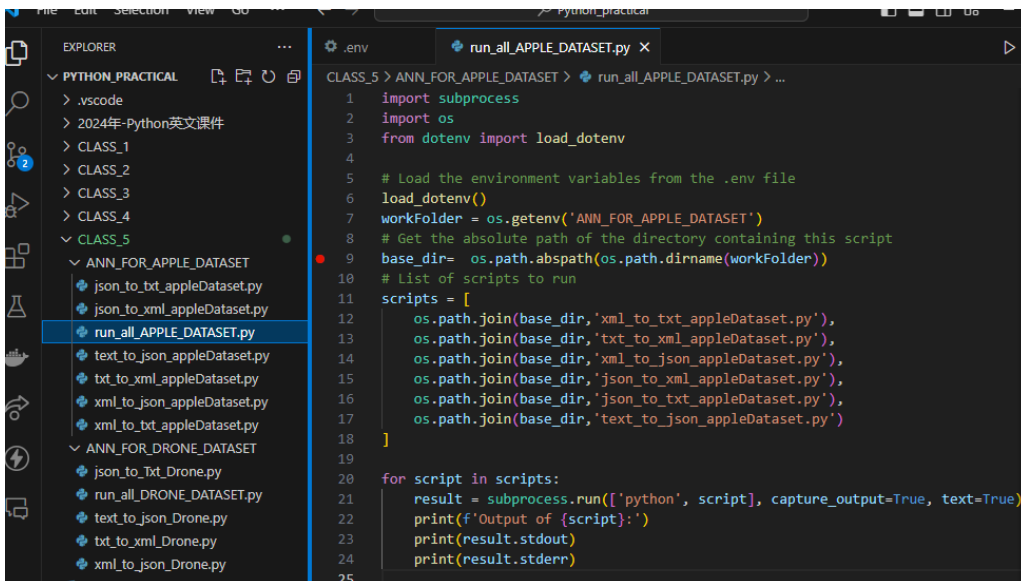 File Edit Selection View Go ...
Python_practical
EXPLORER ...
PYTHON_PRACTICAL
.vscode
2024年-Python英文课件
CLASS_1
CLASS_2
CLASS_3
CLASS_4
CLASS_5
ANN_FOR_APPLE_DATASET
json_to_txt_appleDataset.py
json_to_xml_appleDataset.py
run_all_APPLE_DATASET.py
text_to_json_appleDataset.py
txt_to_xml_appleDataset.py
xml_to_json_appleDataset.py
xml_to_txt_appleDataset.py
ANN_FOR_DRONE_DATASET
json_to_Txt_Drone.py
run_all_DRONE_DATASET.py
text_to_json_Drone.py
txt_to_xml_Drone.py
xml_to_json_Drone.py
2
.env
run_all_APPLE_DATASET.py
CLASS_5 > ANN_FOR_APPLE_DATASET > run_all_APPLE_DATASET.py > ...
1 import subprocess
2 import os
3 from dotenv import load_dotenv
4
5 # Load the environment variables from the .env file
6 load_dotenv()
7 workFolder = os.getenv('ANN_FOR_APPLE_DATASET')
8 # Get the absolute path of the directory containing this script
9 base_dir=  os.path.abspath(os.path.dirname(workFolder))
10 # List of scripts to run
11 scripts = [
12     os.path.join(base_dir,'xml_to_txt_appleDataset.py'),
13     os.path.join(base_dir,'txt_to_xml_appleDataset.py'),
14     os.path.join(base_dir,'xml_to_json_appleDataset.py'),
15     os.path.join(base_dir,'json_to_xml_appleDataset.py'),
16     os.path.join(base_dir,'json_to_txt_appleDataset.py'),
17     os.path.join(base_dir,'text_to_json_appleDataset.py')
18 ]
19
20 for script in scripts:
21     result = subprocess.run(['python', script], capture_output=True, text=True)
22     print(f'Output of {script}:')
23     print(result.stdout)
24     print(result.stderr)
25